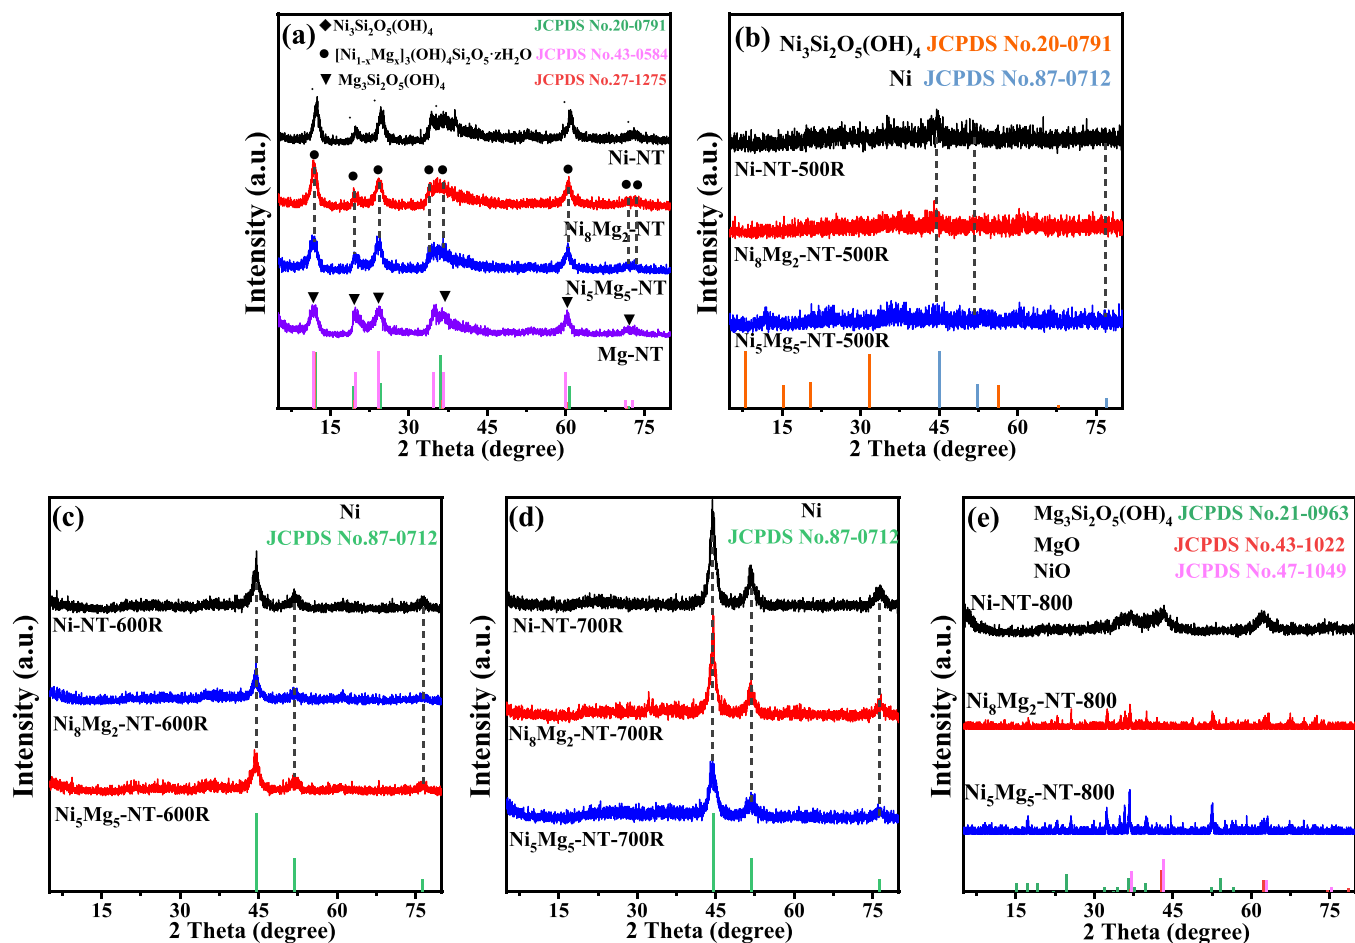 (a)
◆Ni₃Si₂O₅(OH)₄ JCPDS No.20-0791
● [Ni₁₋ₓMgₓ]₃(OH)₄Si₂O₅·zH₂O JCPDS No.43-0584
▼ Mg₃Si₂O₅(OH)₄ JCPDS No.27-1275
Ni-NT
Ni₈Mg₂-NT
Ni₅Mg₅-NT
Mg-NT
Intensity (a.u.)
15 30 45 60 75
2 Theta (degree)
(b)
Ni₃Si₂O₅(OH)₄ JCPDS No.20-0791
Ni JCPDS No.87-0712
Ni-NT-500R
Ni₈Mg₂-NT-500R
Ni₅Mg₅-NT-500R
Intensity (a.u.)
15 30 45 60 75
2 Theta (degree)
(c)
Ni
JCPDS No.87-0712
Ni-NT-600R
Ni₈Mg₂-NT-600R
Ni₅Mg₅-NT-600R
Intensity (a.u.)
15 30 45 60 75
2 Theta (degree)
(d)
Ni
JCPDS No.87-0712
Ni-NT-700R
Ni₈Mg₂-NT-700R
Ni₅Mg₅-NT-700R
Intensity (a.u.)
15 30 45 60 75
2 Theta (degree)
(e)
Mg₃Si₂O₅(OH)₄ JCPDS No.21-0963
MgO JCPDS No.43-1022
NiO JCPDS No.47-1049
Ni-NT-800
Ni₈Mg₂-NT-800
Ni₅Mg₅-NT-800
Intensity (a.u.)
15 30 45 60 75
2 Theta (degree)